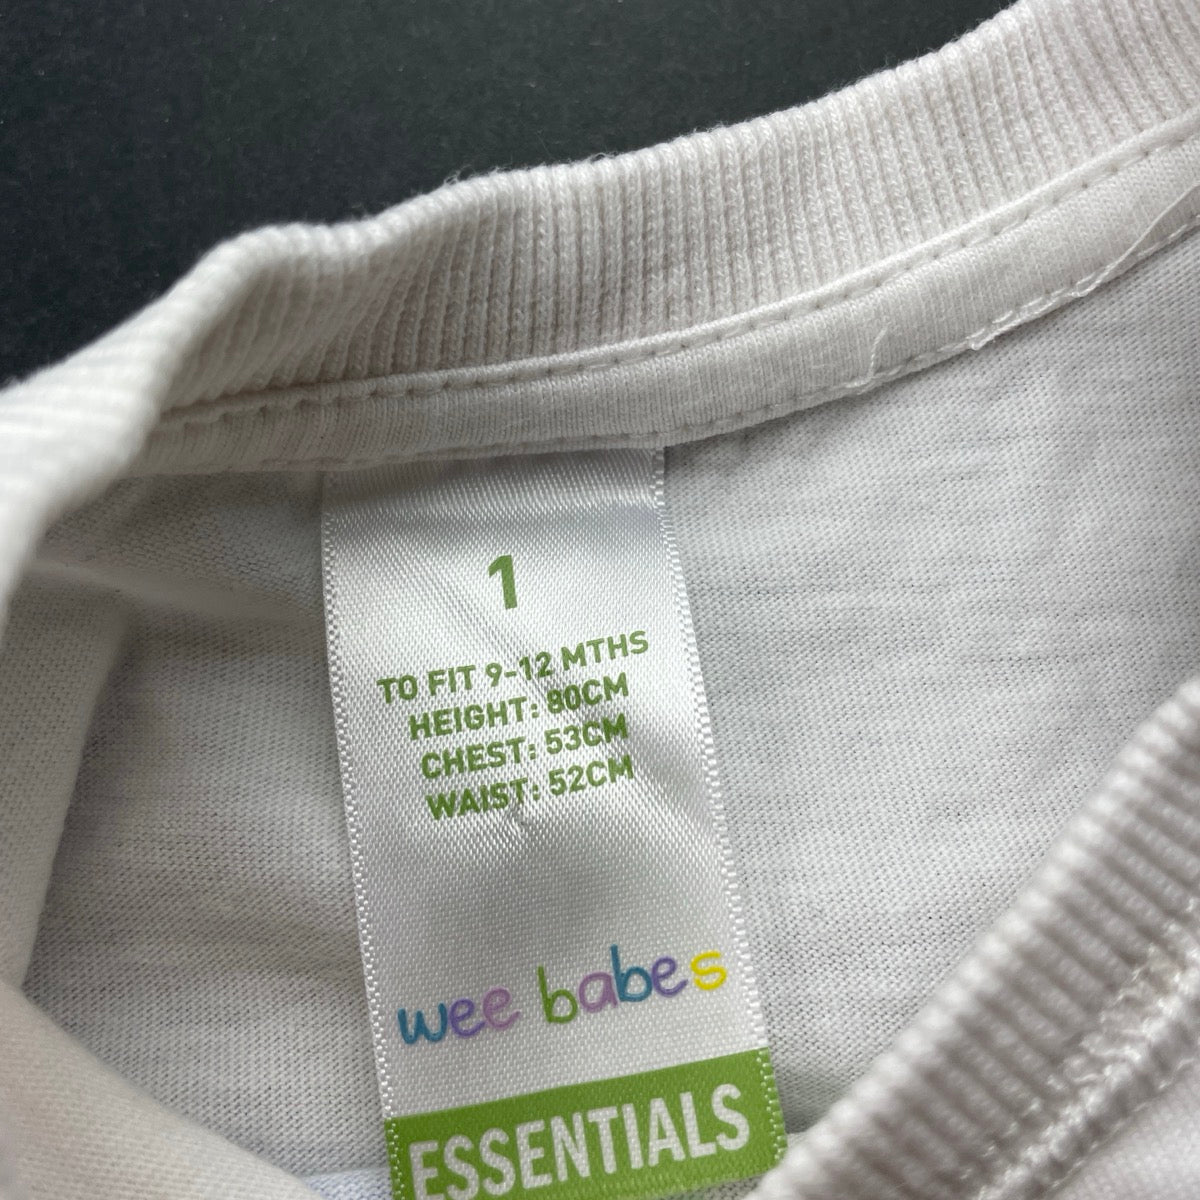 1
TO FIT 9-12 MTHS
HEIGHT: 80CM
CHEST: 53CM
WAIST: 52CM
wee babes
ESSENTIALS